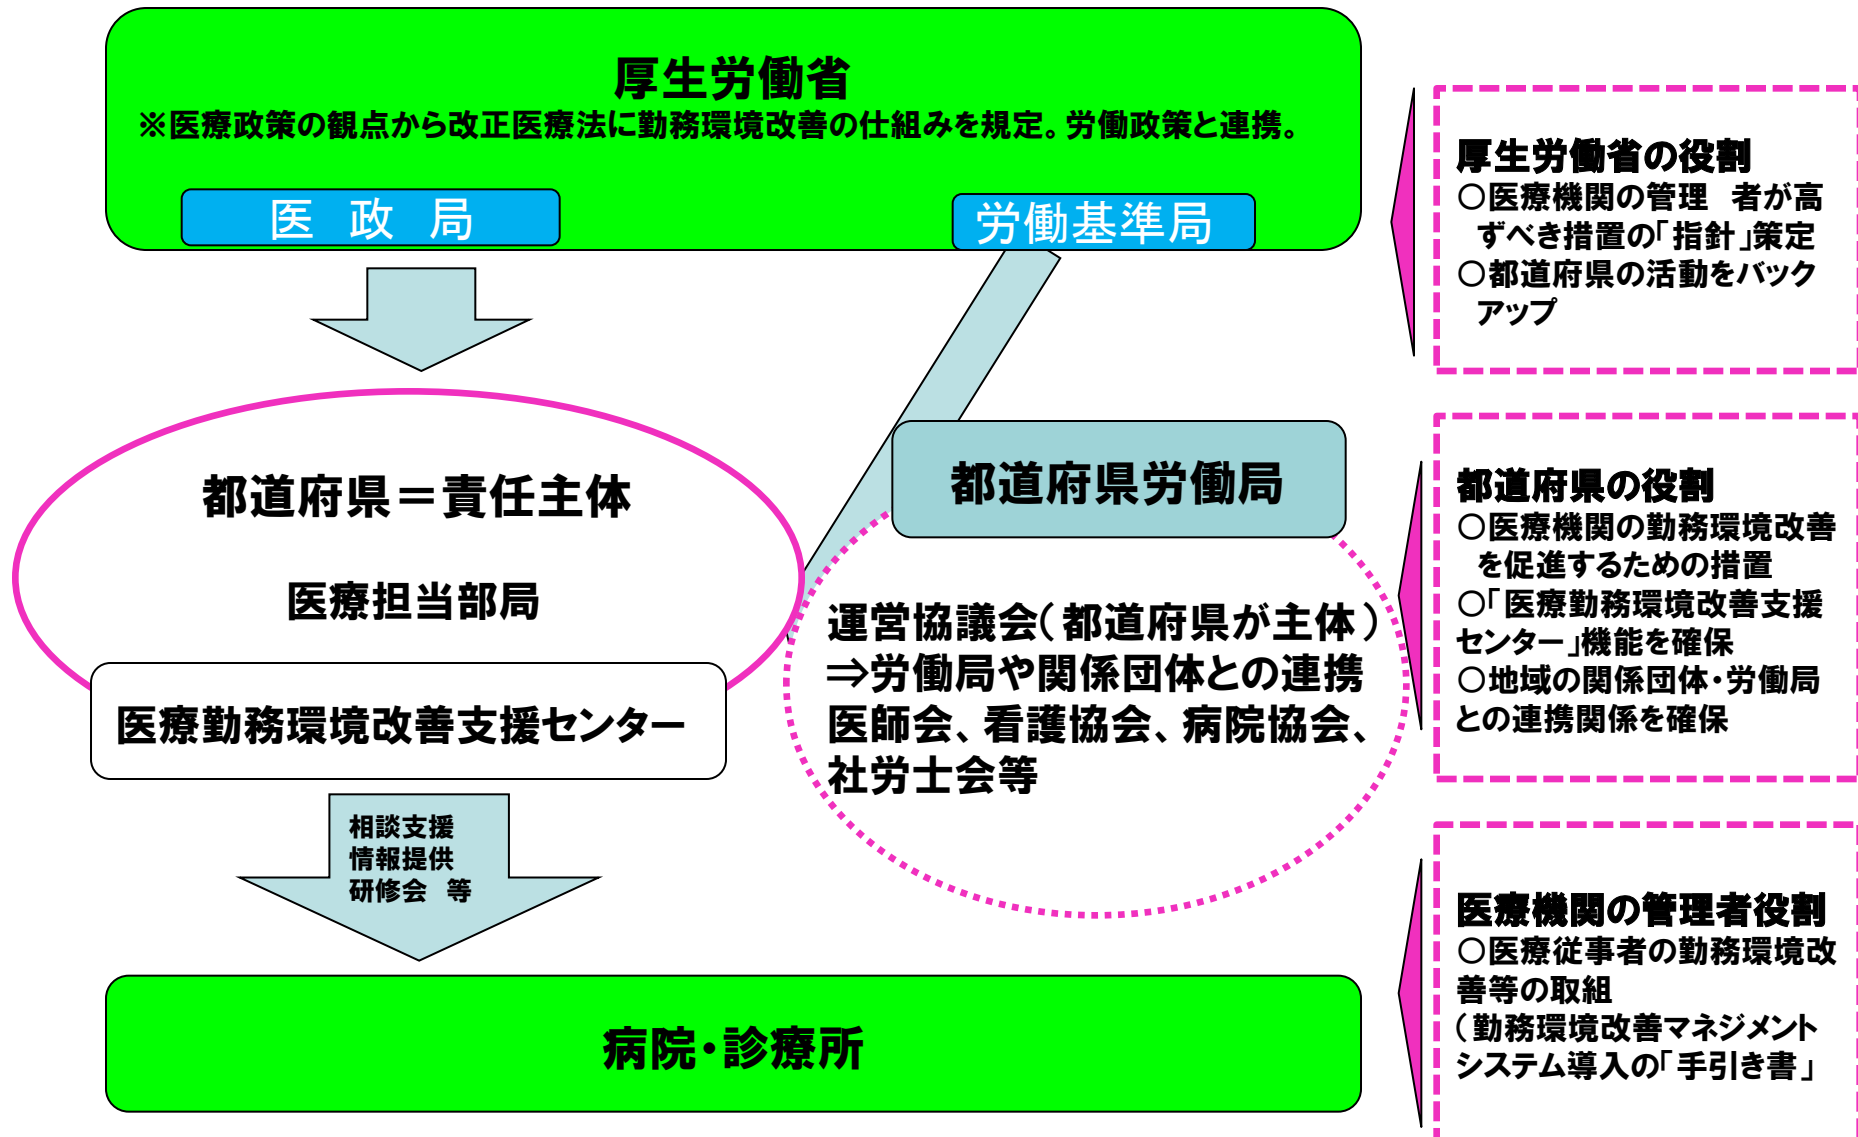 厚生労働省
※医療政策の観点から改正医療法に勤務環境改善の仕組みを規定。労働政策と連携。
医 政 局
労働基準局
都道府県＝責任主体
医療担当部局
医療勤務環境改善支援センター
相談支援
情報提供
研修会 等
都道府県労働局
運営協議会（都道府県が主体）
⇒労働局や関係団体との連携
医師会、看護協会、病院協会、
社労士会等
病院・診療所
厚生労働省の役割
○医療機関の管理 者が高
ずべき措置の「指針」策定
○都道府県の活動をバック
アップ
都道府県の役割
○医療機関の勤務環境改善
を促進するための措置
○「医療勤務環境改善支援
センター」機能を確保
○地域の関係団体・労働局
との連携関係を確保
医療機関の管理者役割
○医療従事者の勤務環境改
善等の取組
（勤務環境改善マネジメント
システム導入の「手引き書」